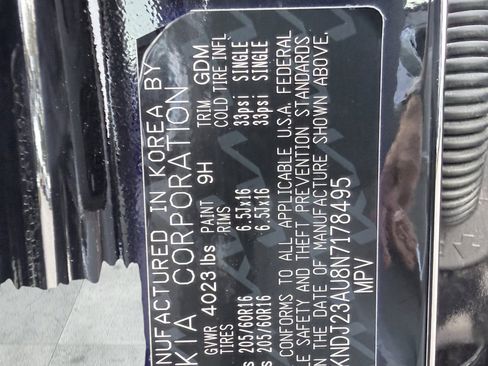 NUFACTURED IN KOREA BY
KIA CORPORATION
GVWR 4023 lbs PAINT 9H TRIM GDM
TIRES RIMS COLD TIRE INFL
205/60R16 6.5Jx16 33psi SINGLE
205/60R16 6.5Jx16 33psi SINGLE
CONFORMS TO ALL APPLICABLE U.S.A. FEDERAL
LE SAFETY AND THEFT PREVENTION STANDARDS
N THE DATE OF MANUFACTURE SHOWN ABOVE.
KNDJ23AU8N7178495
MPV